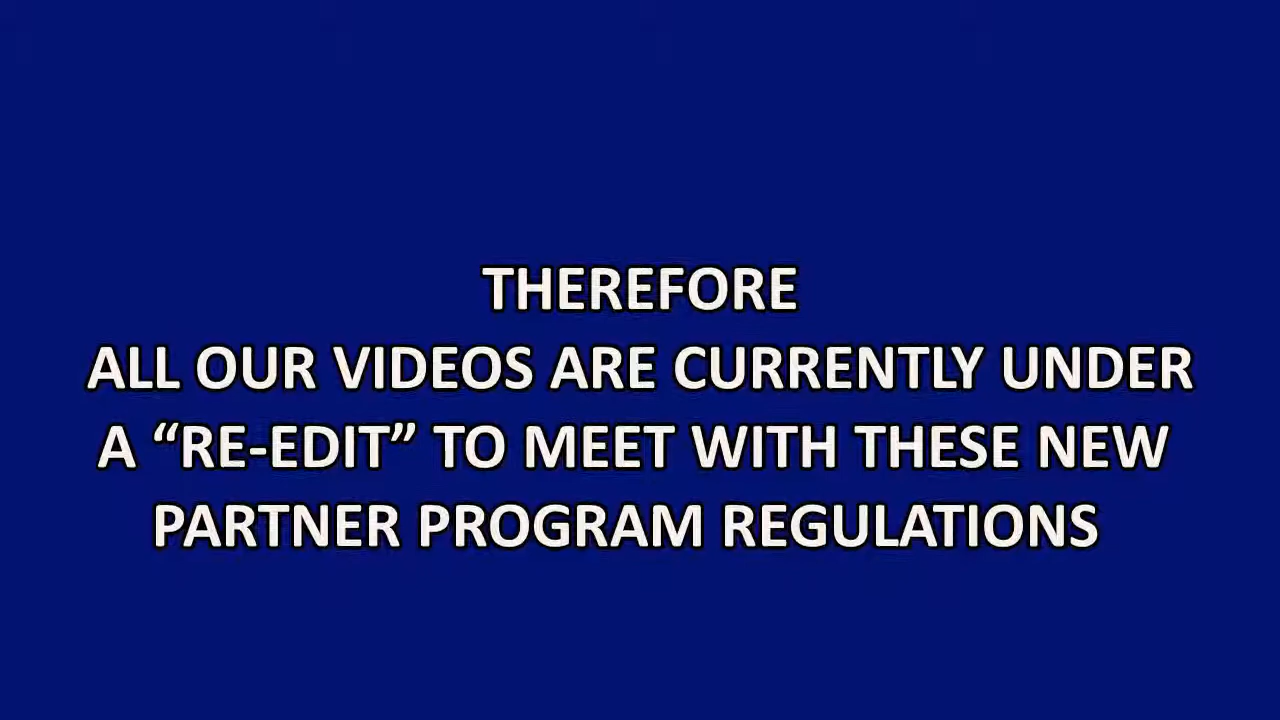 THEREFORE
ALL OUR VIDEOS ARE CURRENTLY UNDER
A “RE-EDIT” TO MEET WITH THESE NEW
PARTNER PROGRAM REGULATIONS